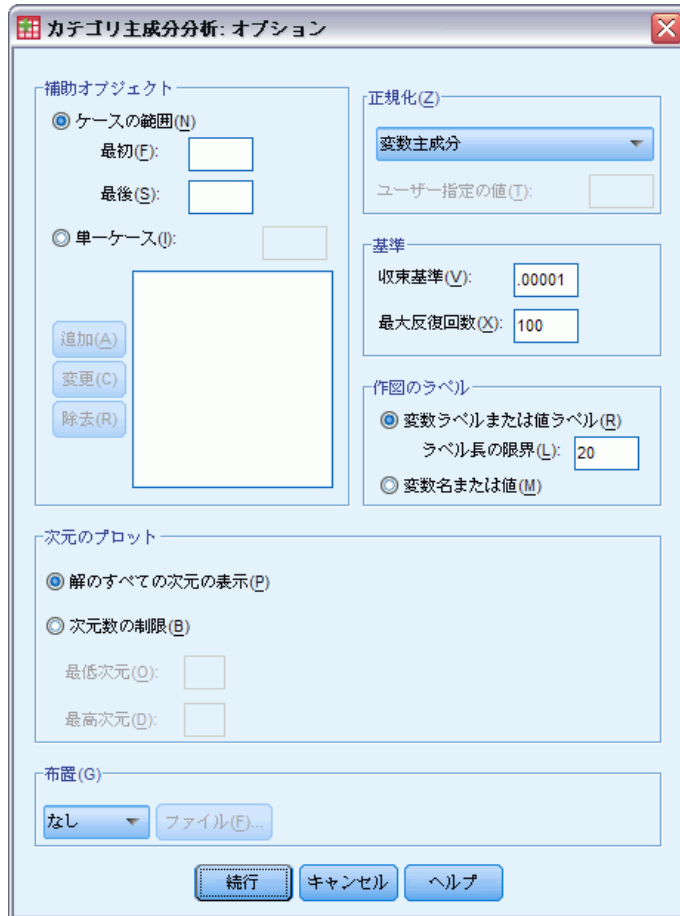 カテゴリ主成分分析: オプション
補助オブジェクト
ケースの範囲(N)
最初(F):
最後(S):
単一ケース(I):
追加(A)
変更(C)
除去(R)
正規化(Z)
変数主成分
ユーザー指定の値(T):
基準
収束基準(V): .00001
最大反復回数(X): 100
作図のラベル
変数ラベルまたは値ラベル(R)
ラベル長の限界(L): 20
変数名または値(M)
次元のプロット
解のすべての次元の表示(P)
次元数の制限(B)
最低次元(O):
最高次元(D):
布置(G)
なし ファイル(F)...
続行 キャンセル ヘルプ